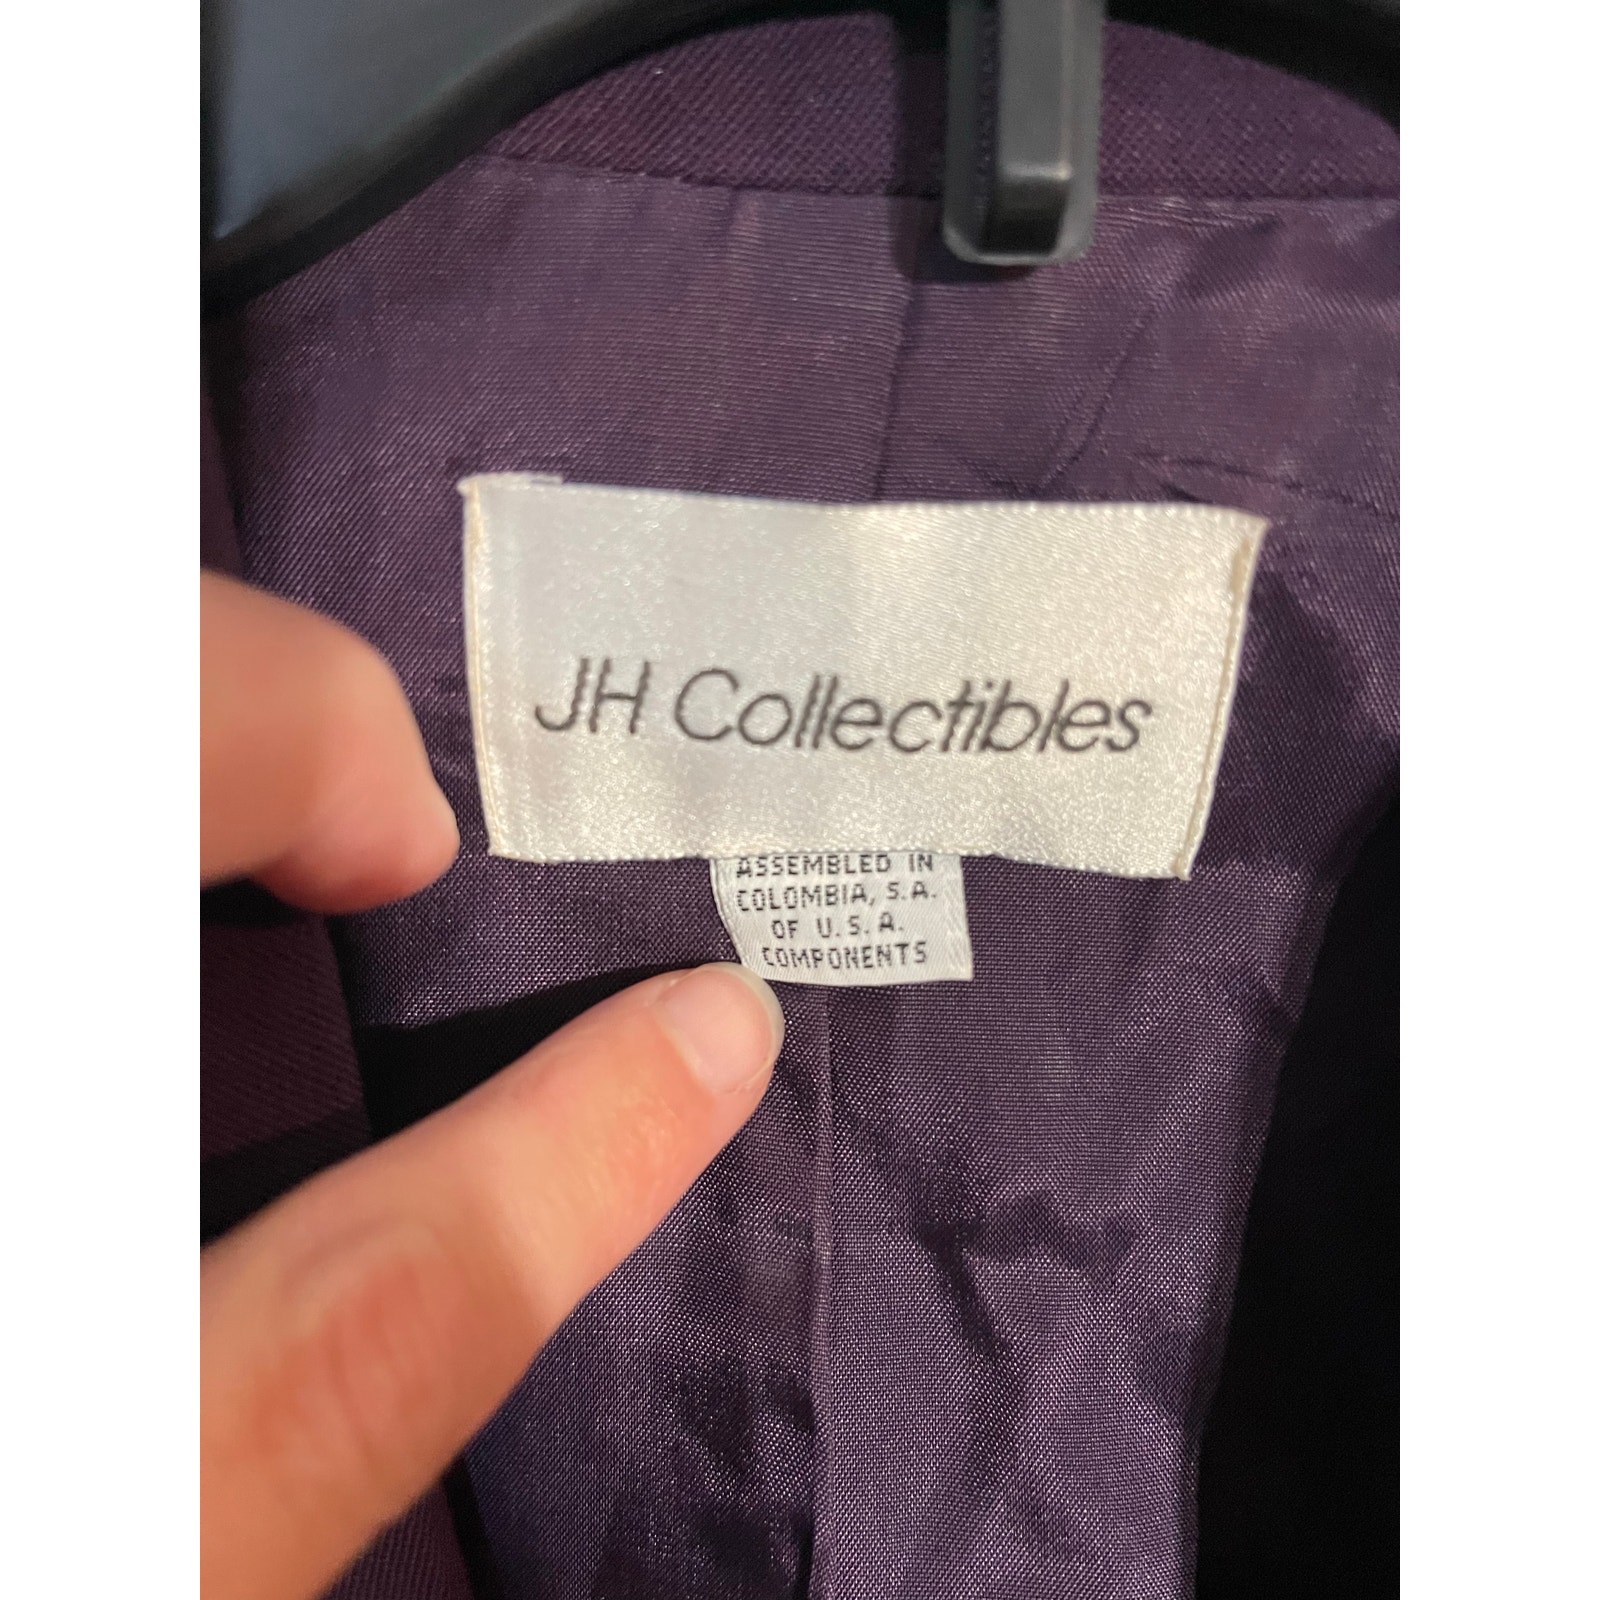 JH Collectibles
ASSEMBLED IN
COLOMBIA, S.A.
OF U.S.A.
COMPONENTS